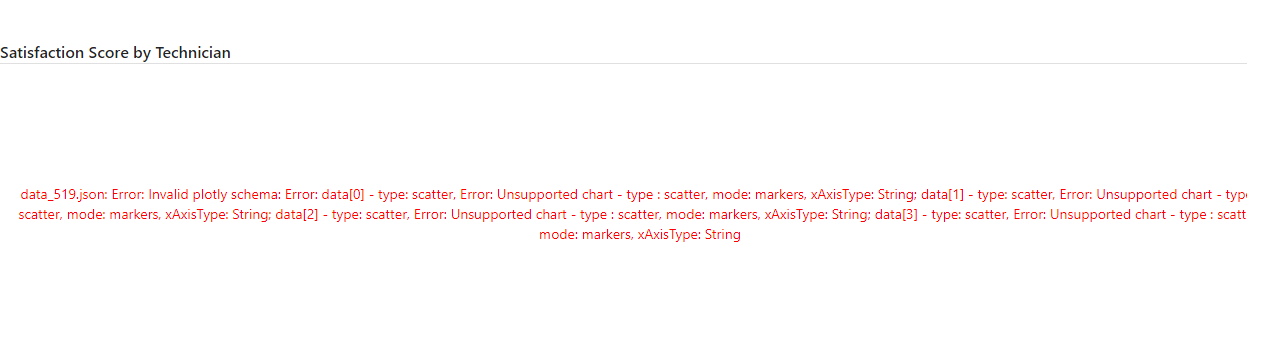 Satisfaction Score by Technician
data_519.json: Error: Invalid plotly schema: Error: data[0] - type: scatter, Error: Unsupported chart - type : scatter, mode: markers, xAxisType: String; data[1] - type: scatter, Error: Unsupported chart - type
scatter, mode: markers, xAxisType: String; data[2] - type: scatter, Error: Unsupported chart - type : scatter, mode: markers, xAxisType: String; data[3] - type: scatter, Error: Unsupported chart - type : scatt
mode: markers, xAxisType: String